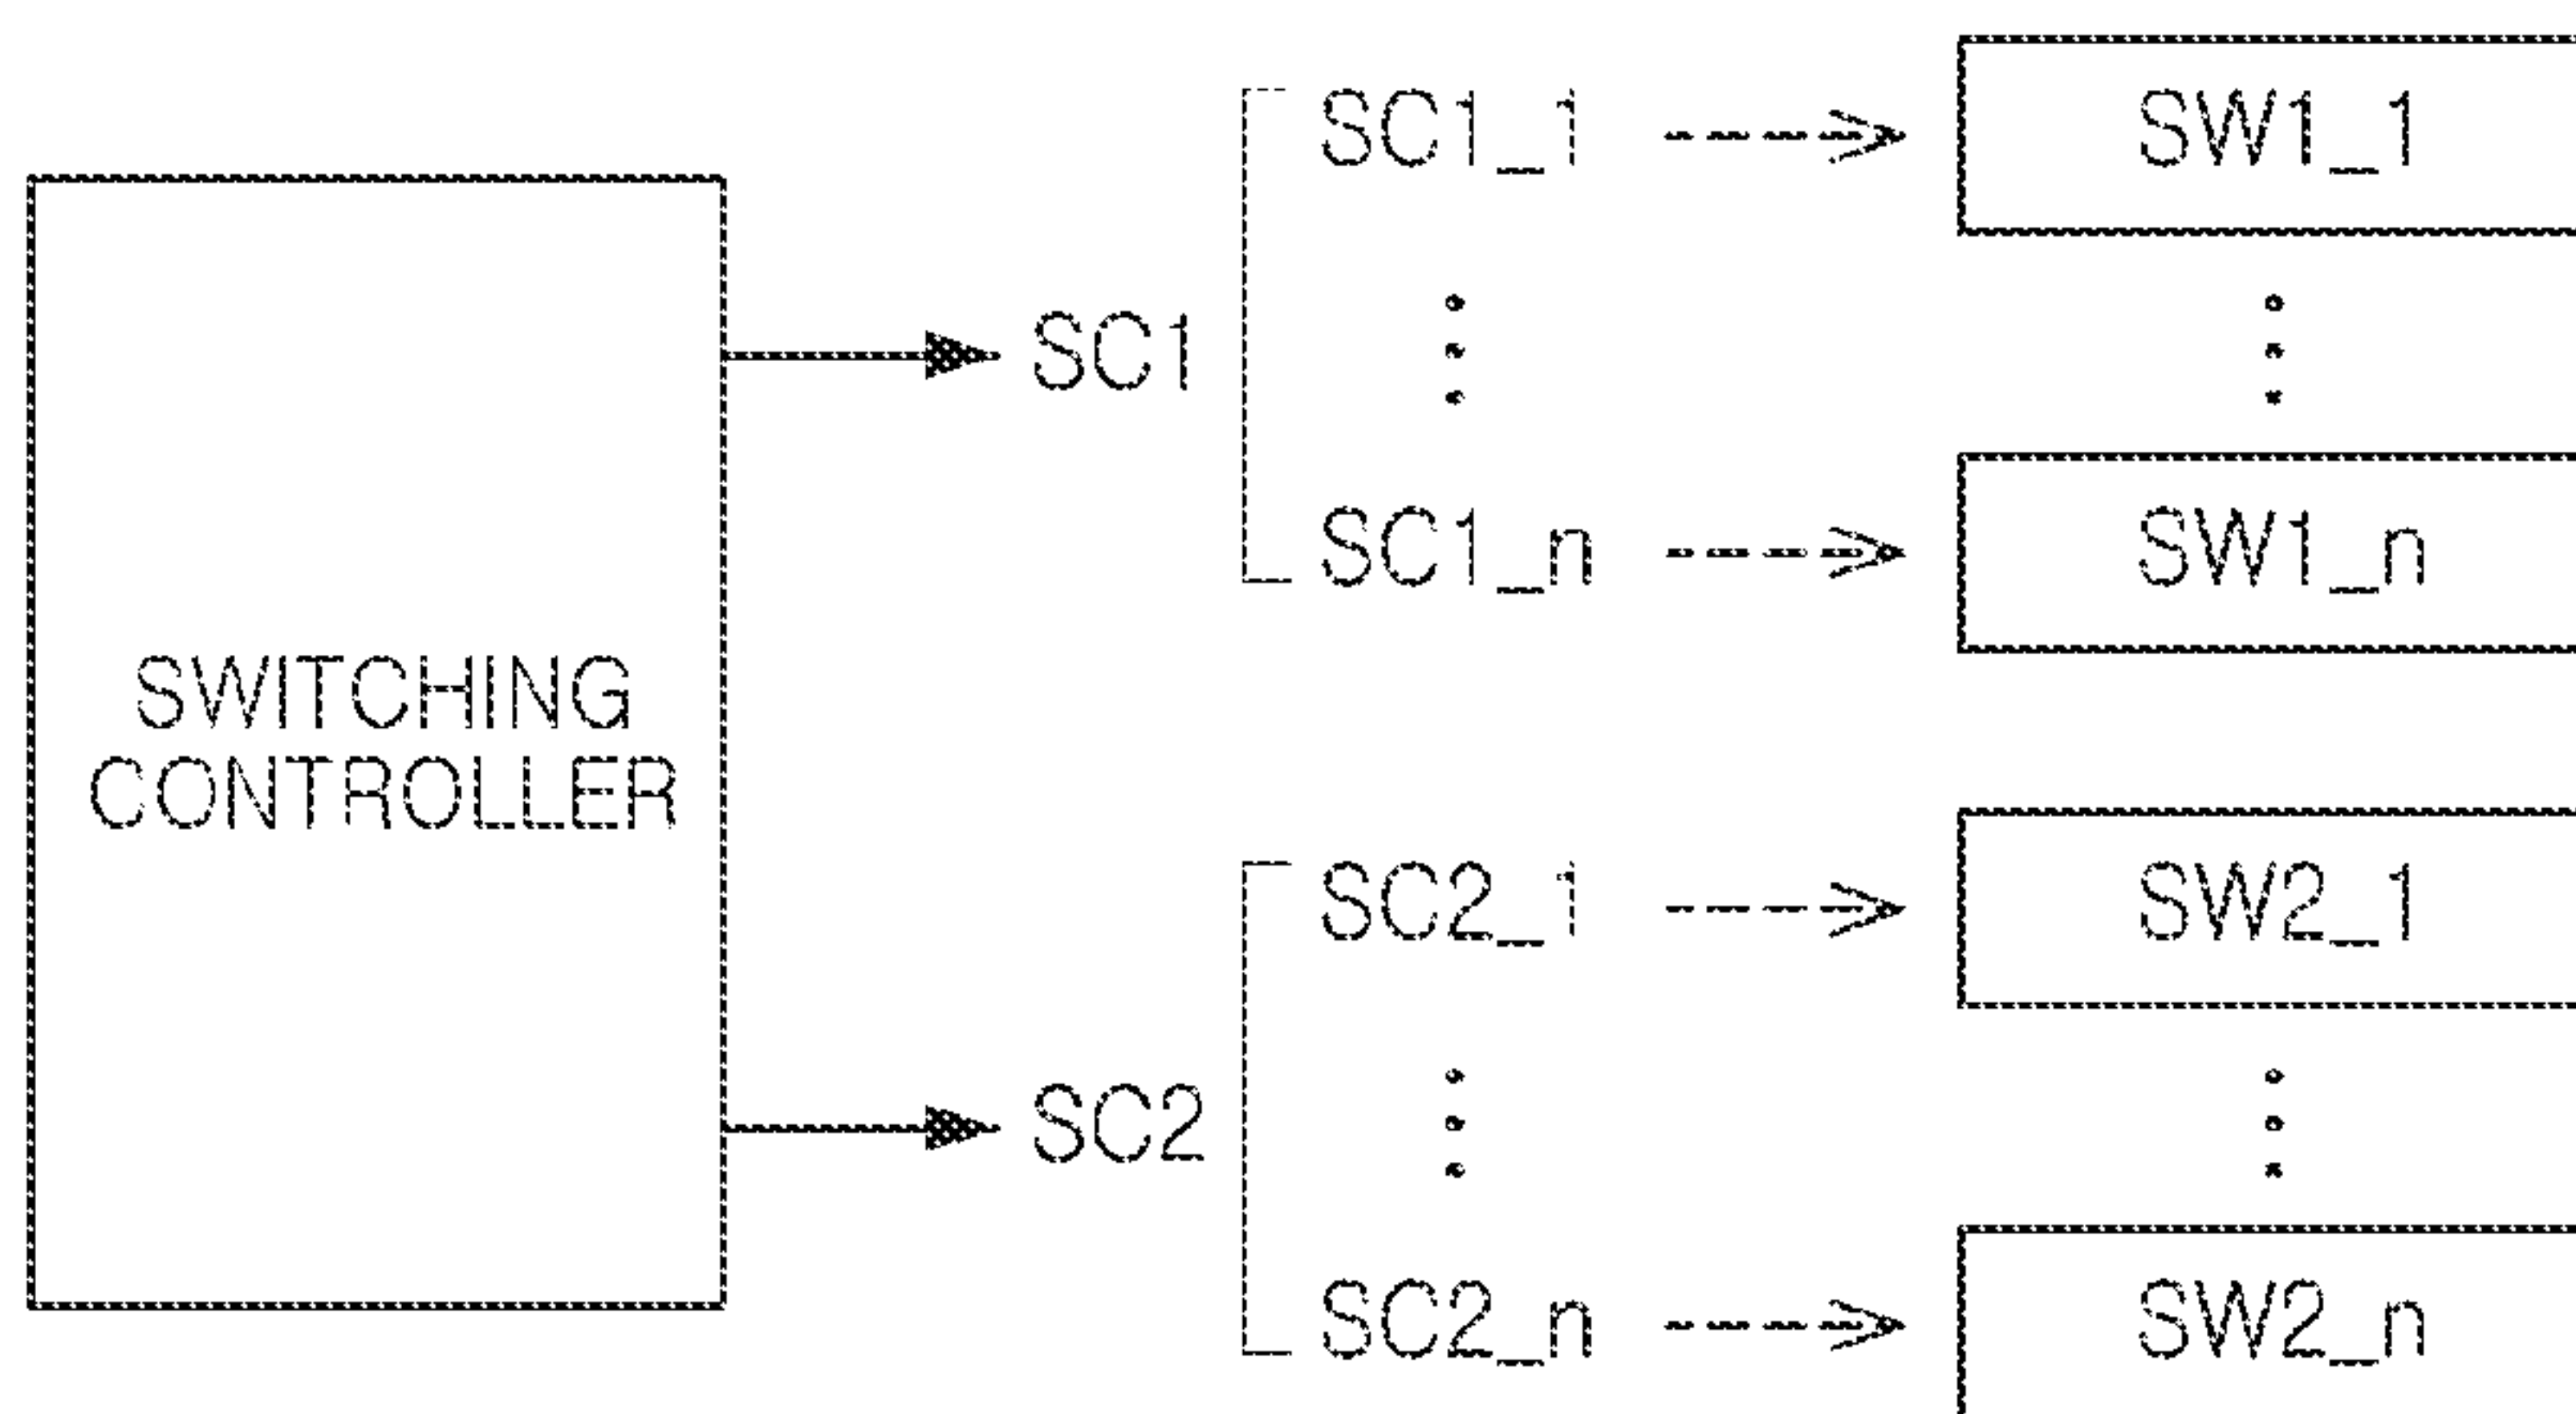 SC1_1 SW1_1
SC1
SC1_n SW1_n
SWITCHING
CONTROLLER
SC2_1 SW2_1
SC2
SC2_n SW2_n